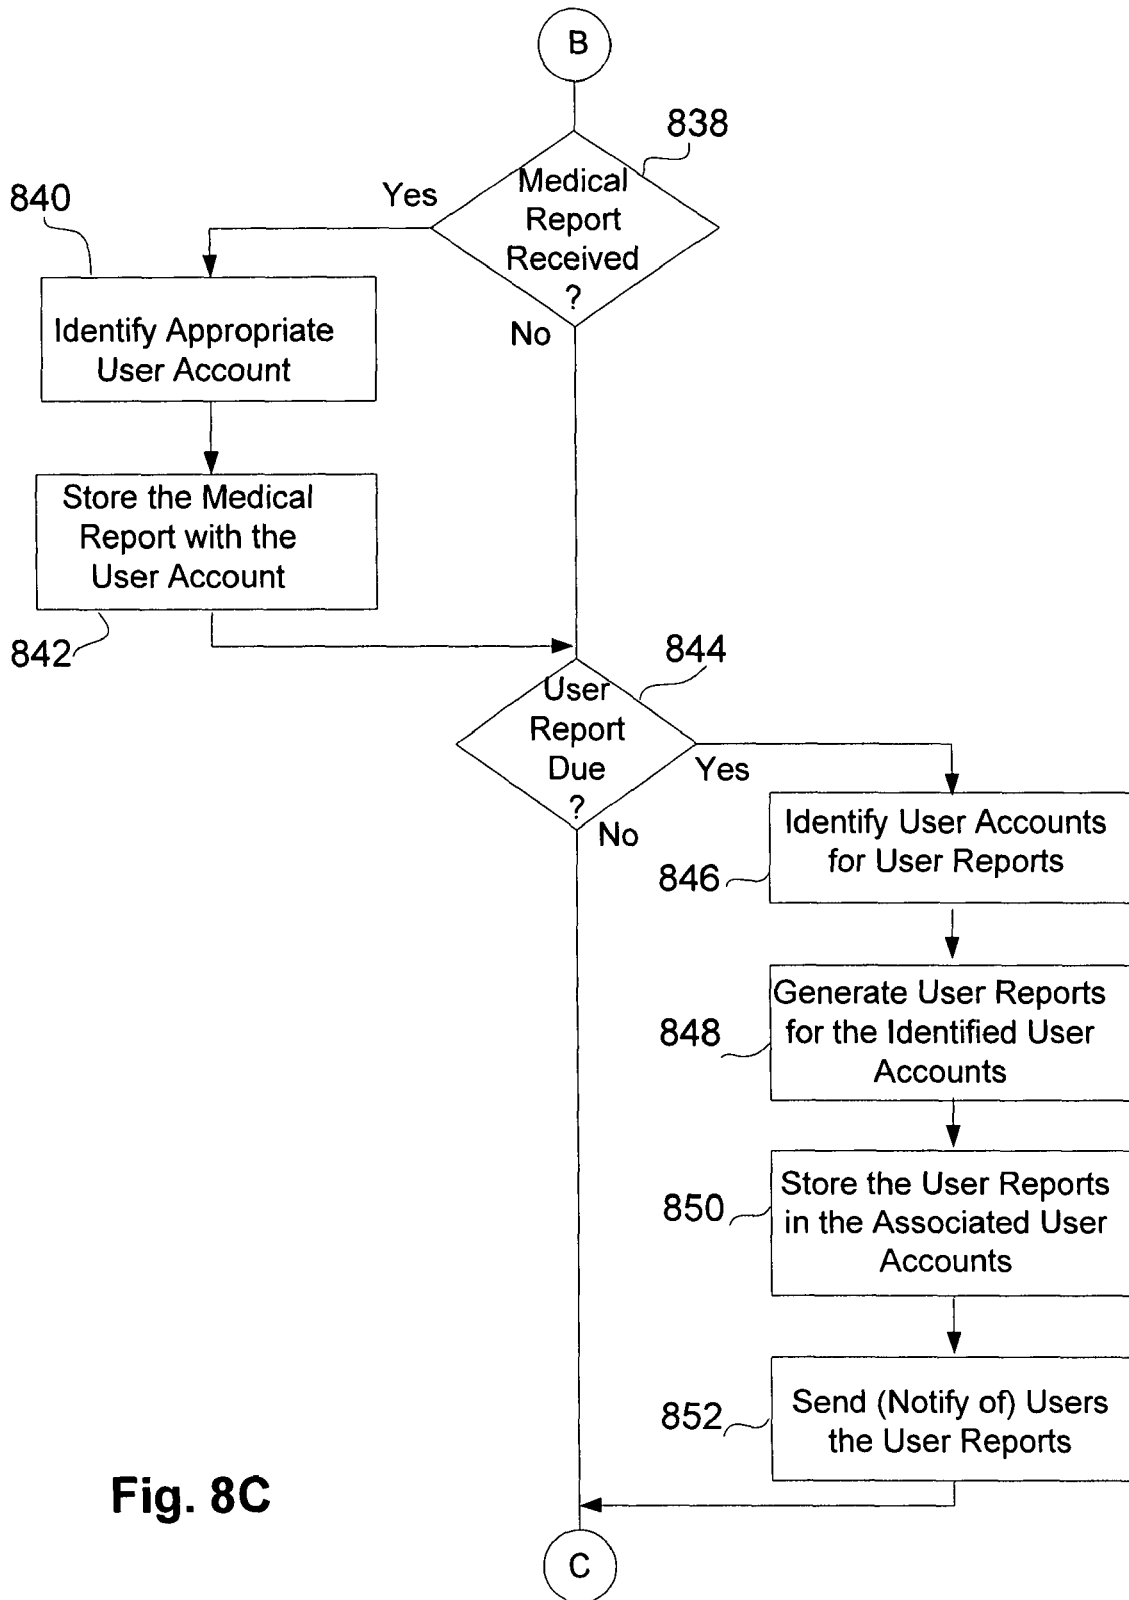 B
838
Medical
Report
Received
?
Yes
No
840
Identify Appropriate
User Account
Store the Medical
Report with the
User Account
842
844
User
Report
Due
?
Yes
No
846
Identify User Accounts
for User Reports
848
Generate User Reports
for the Identified User
Accounts
850
Store the User Reports
in the Associated User
Accounts
852
Send (Notify of) Users
the User Reports
Fig. 8C
C